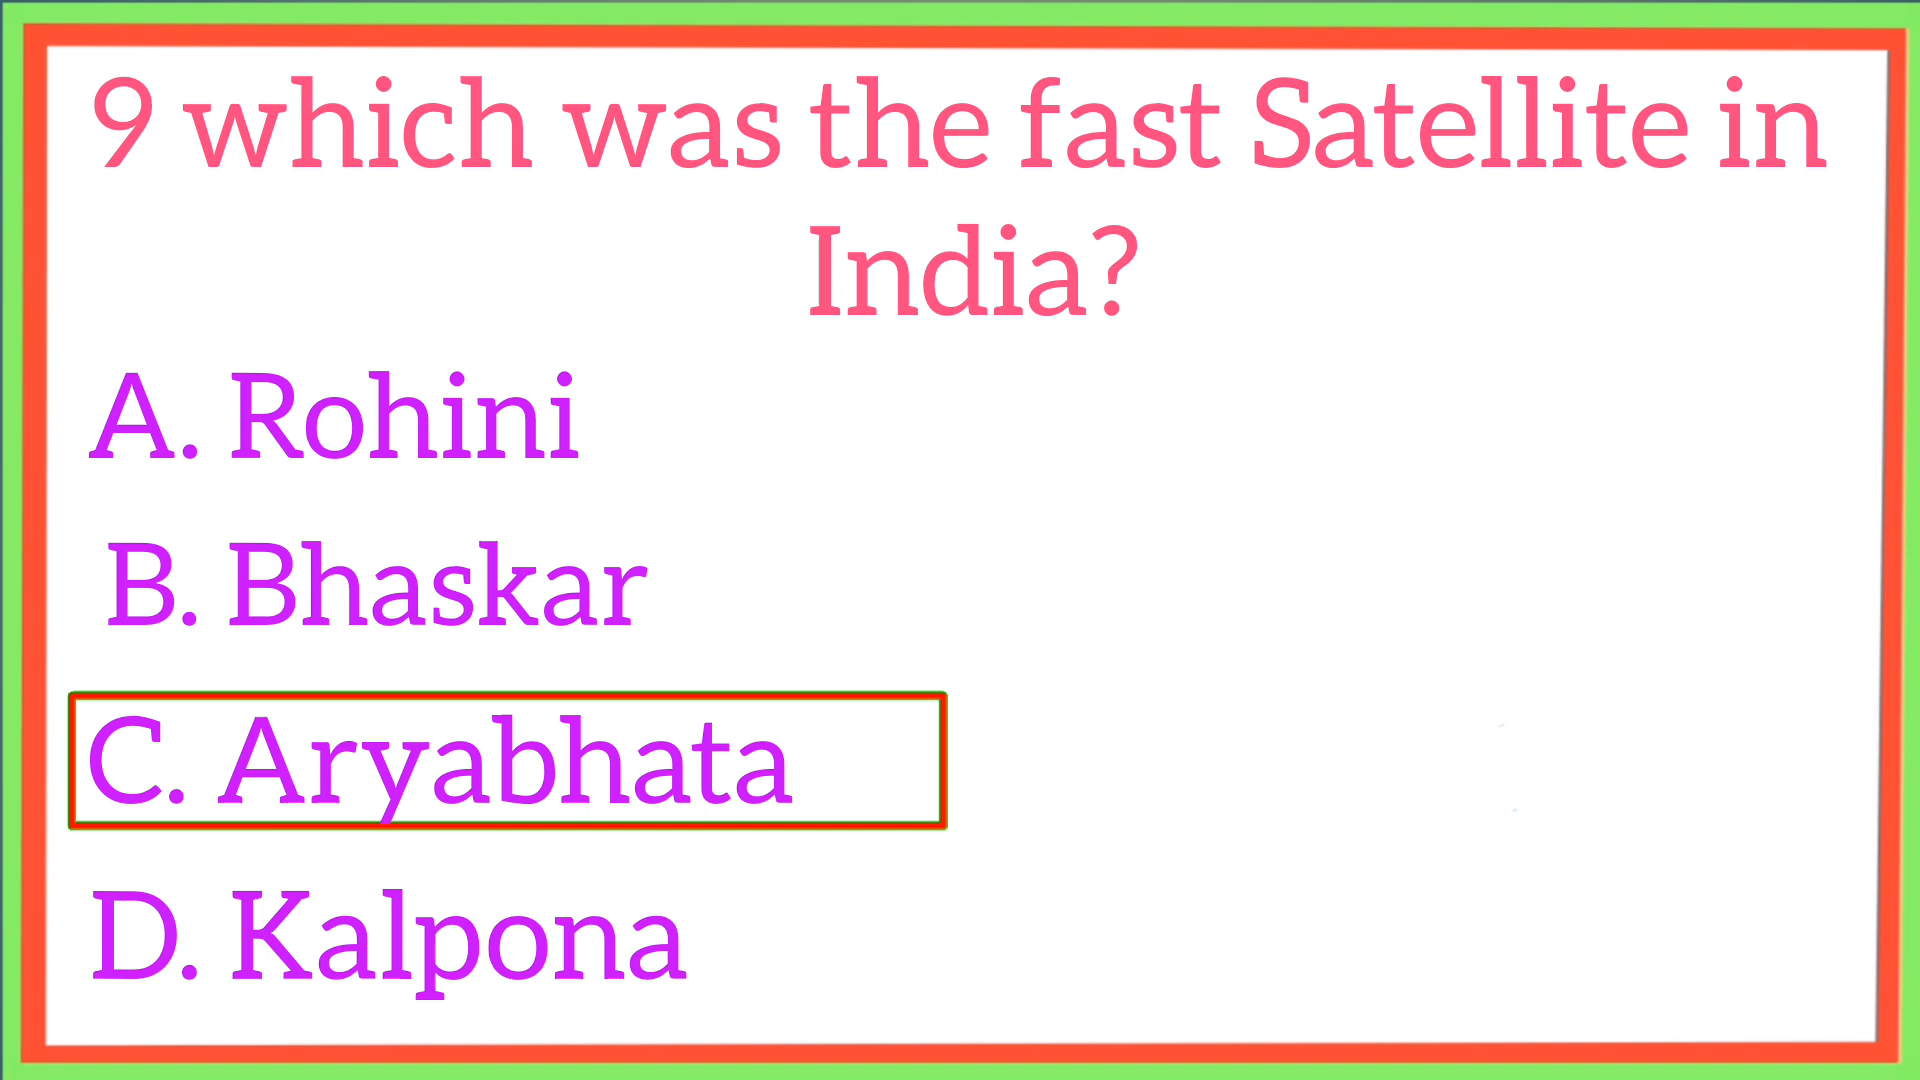 9 which was the fast Satellite in
India?
A. Rohini
B. Bhaskar
C. Aryabhata
D. Kalpona